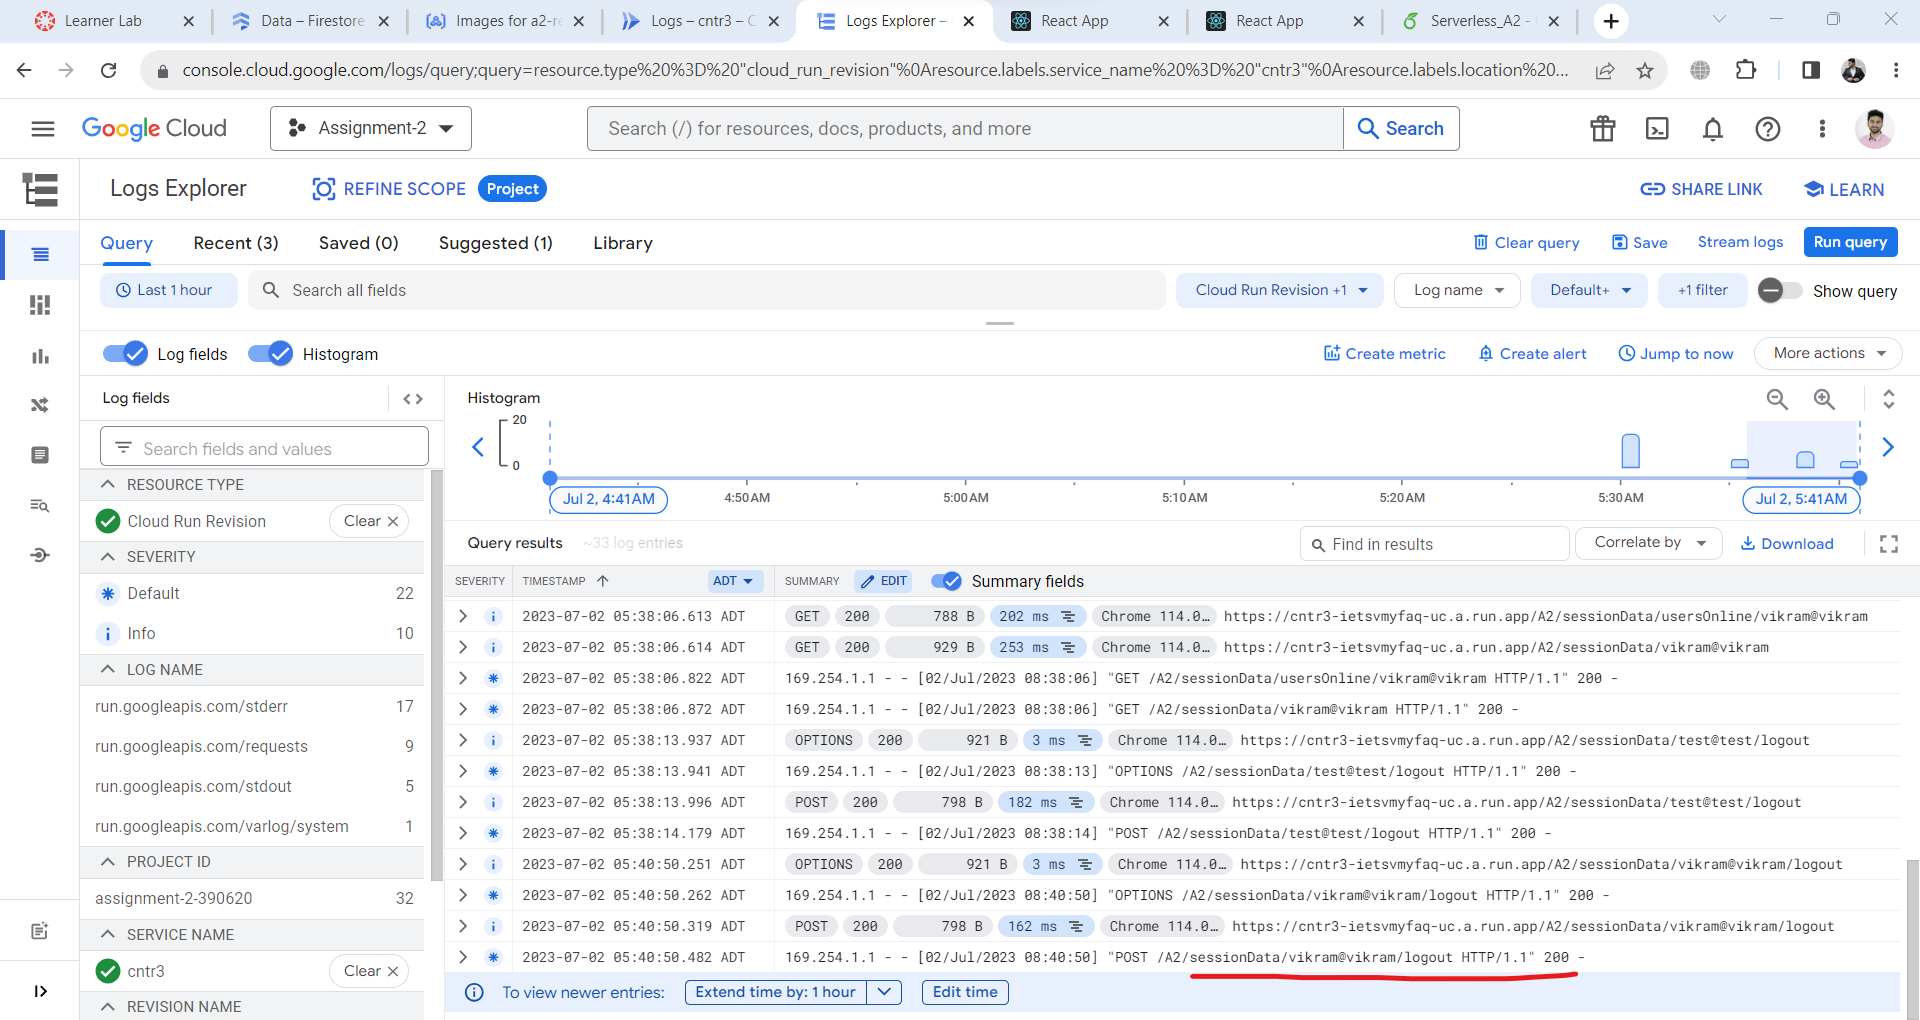 Learner Lab
Data – Firestore
Images for a2-re
Logs – cntr3 – C
Logs Explorer –
React App
React App
Serverless_A2 -
console.cloud.google.com/logs/query;query=resource.type%20%3D%20"cloud_run_revision"%0Aresource.labels.service_name%20%3D%20"cntr3"%0Aresource.labels.location%20...
Google Cloud
Assignment-2
Search (/) for resources, docs, products, and more
Search
Logs Explorer
REFINE SCOPE
Project
SHARE LINK
LEARN
Query
Recent (3)
Saved (0)
Suggested (1)
Library
Clear query
Save
Stream logs
Run query
Last 1 hour
Search all fields
Cloud Run Revision +1
Log name
Default+
+1 filter
Show query
Log fields
Histogram
Create metric
Create alert
Jump to now
More actions
Log fields
Search fields and values
RESOURCE TYPE
Cloud Run Revision
Clear
SEVERITY
Default 22
Info 10
LOG NAME
run.googleapis.com/stderr 17
run.googleapis.com/requests 9
run.googleapis.com/stdout 5
run.googleapis.com/varlog/system 1
PROJECT ID
assignment-2-390620 32
SERVICE NAME
cntr3
Clear
REVISION NAME
Histogram
20
0
Jul 2, 4:41AM
4:50AM
5:00AM
5:10AM
5:20AM
5:30AM
Jul 2, 5:41AM
Query results
~33 log entries
Find in results
Correlate by
Download
SEVERITY TIMESTAMP ADT SUMMARY EDIT Summary fields
2023-07-02 05:38:06.613 ADT GET 200 788 B 202 ms Chrome 114.0… https://cntr3-ietsvmyfaq-uc.a.run.app/A2/sessionData/usersOnline/vikram@vikram
2023-07-02 05:38:06.614 ADT GET 200 929 B 253 ms Chrome 114.0… https://cntr3-ietsvmyfaq-uc.a.run.app/A2/sessionData/vikram@vikram
2023-07-02 05:38:06.822 ADT 169.254.1.1 - - [02/Jul/2023 08:38:06] "GET /A2/sessionData/usersOnline/vikram@vikram HTTP/1.1" 200 -
2023-07-02 05:38:06.872 ADT 169.254.1.1 - - [02/Jul/2023 08:38:06] "GET /A2/sessionData/vikram@vikram HTTP/1.1" 200 -
2023-07-02 05:38:13.937 ADT OPTIONS 200 921 B 3 ms Chrome 114.0… https://cntr3-ietsvmyfaq-uc.a.run.app/A2/sessionData/test@test/logout
2023-07-02 05:38:13.941 ADT 169.254.1.1 - - [02/Jul/2023 08:38:13] "OPTIONS /A2/sessionData/test@test/logout HTTP/1.1" 200 -
2023-07-02 05:38:13.996 ADT POST 200 798 B 182 ms Chrome 114.0… https://cntr3-ietsvmyfaq-uc.a.run.app/A2/sessionData/test@test/logout
2023-07-02 05:38:14.179 ADT 169.254.1.1 - - [02/Jul/2023 08:38:14] "POST /A2/sessionData/test@test/logout HTTP/1.1" 200 -
2023-07-02 05:40:50.251 ADT OPTIONS 200 921 B 3 ms Chrome 114.0… https://cntr3-ietsvmyfaq-uc.a.run.app/A2/sessionData/vikram@vikram/logout
2023-07-02 05:40:50.262 ADT 169.254.1.1 - - [02/Jul/2023 08:40:50] "OPTIONS /A2/sessionData/vikram@vikram/logout HTTP/1.1" 200 -
2023-07-02 05:40:50.319 ADT POST 200 798 B 162 ms Chrome 114.0… https://cntr3-ietsvmyfaq-uc.a.run.app/A2/sessionData/vikram@vikram/logout
2023-07-02 05:40:50.482 ADT 169.254.1.1 - - [02/Jul/2023 08:40:50] "POST /A2/sessionData/vikram@vikram/logout HTTP/1.1" 200 -
To view newer entries:
Extend time by: 1 hour
Edit time